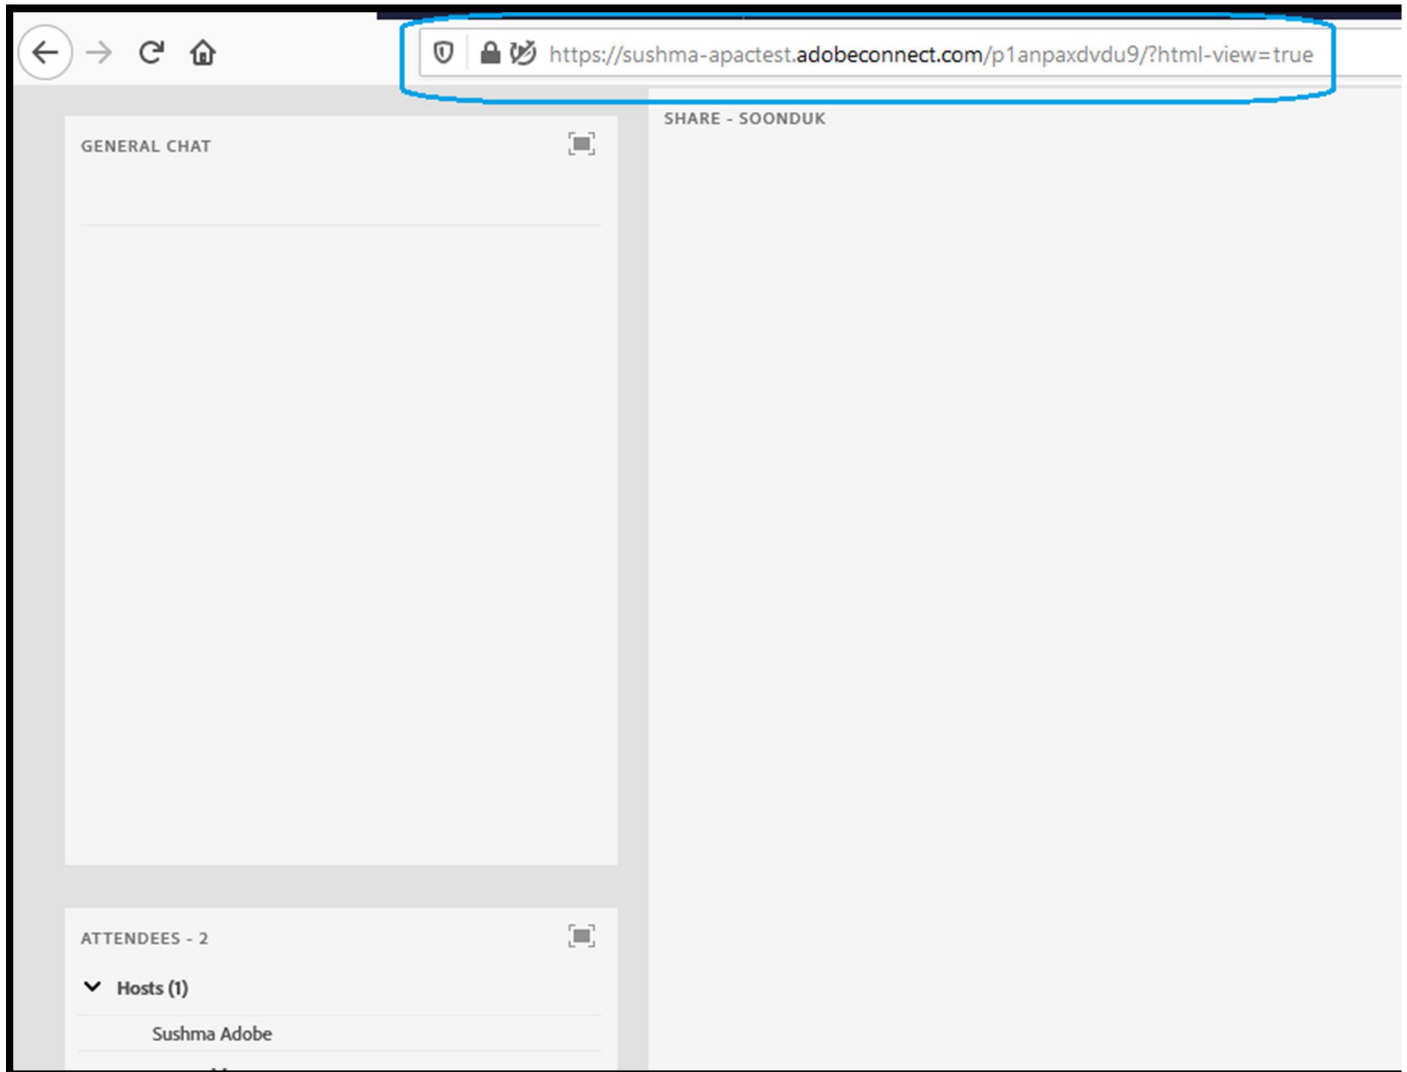 https://sushma-apactest.adobeconnect.com/p1anpaxdvdu9/?html-view=true
GENERAL CHAT
SHARE - SOONDUK
ATTENDEES - 2
Hosts (1)
Sushma Adobe